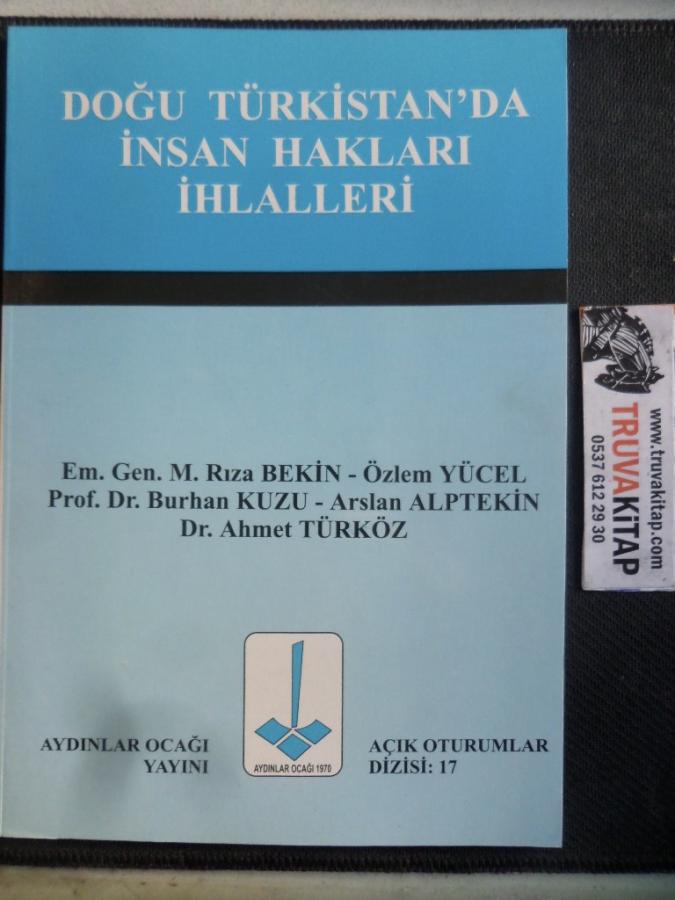 DOĞU TÜRKİSTAN'DA
İNSAN HAKLARI
İHLALLERİ
Em. Gen. M. Rıza BEKİN - Özlem YÜCEL
Prof. Dr. Burhan KUZU - Arslan ALPTEKİN
Dr. Ahmet TÜRKÖZ
AYDINLAR OCAĞI
YAYINI
AYDINLAR OCAĞI 1970
AÇIK OTURUMLAR
DİZİSİ: 17
www.truvakitap.com
TRUVAKİTAP
0537 612 29 30